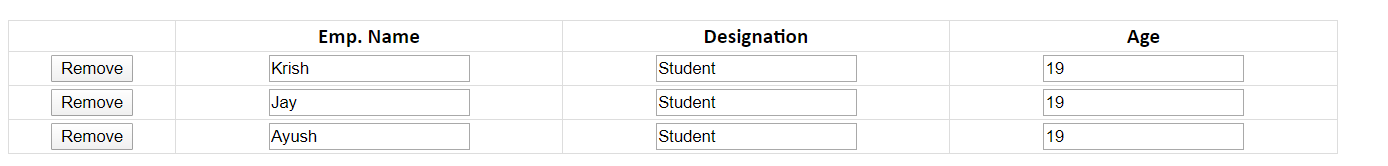 Emp. Name Designation Age
Remove Krish Student 19
Remove Jay Student 19
Remove Ayush Student 19